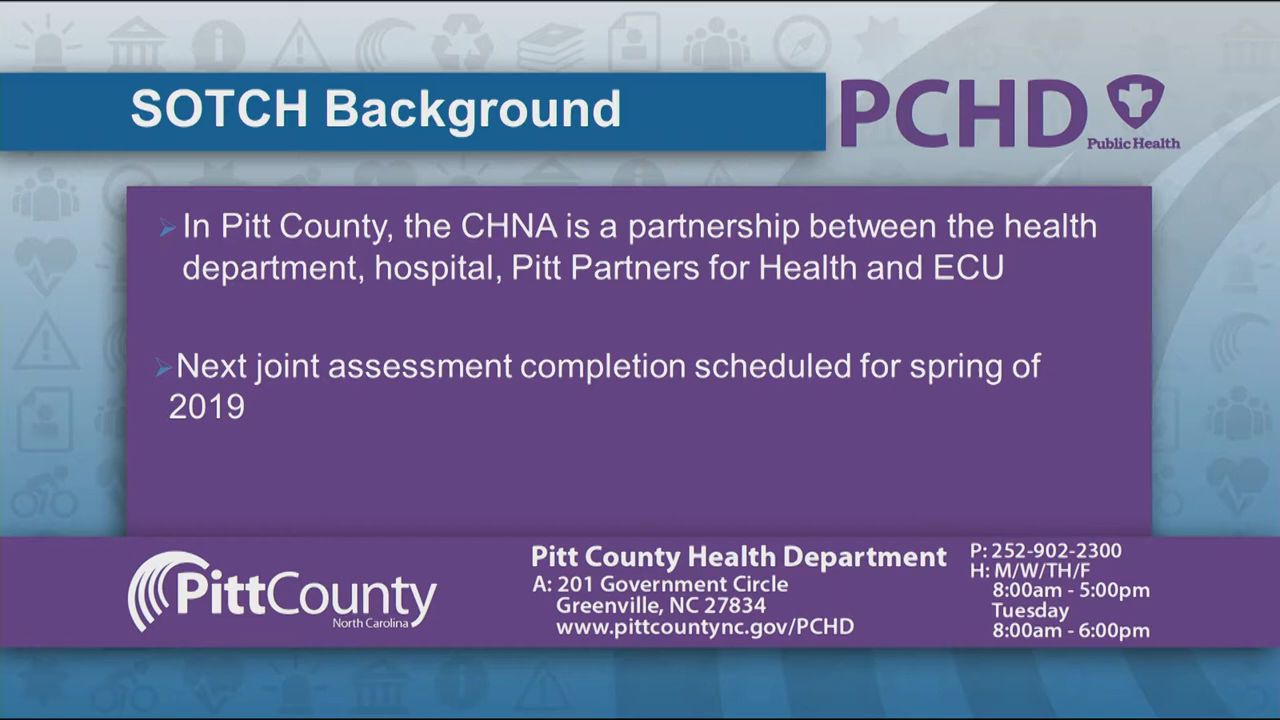 SOTCH Background
PCHD
Public Health
➢In Pitt County, the CHNA is a partnership between the health
department, hospital, Pitt Partners for Health and ECU
➢Next joint assessment completion scheduled for spring of
2019
PittCounty
North Carolina
Pitt County Health Department
A: 201 Government Circle
Greenville, NC 27834
www.pittcountync.gov/PCHD
P: 252-902-2300
H: M/W/TH/F
8:00am - 5:00pm
Tuesday
8:00am - 6:00pm